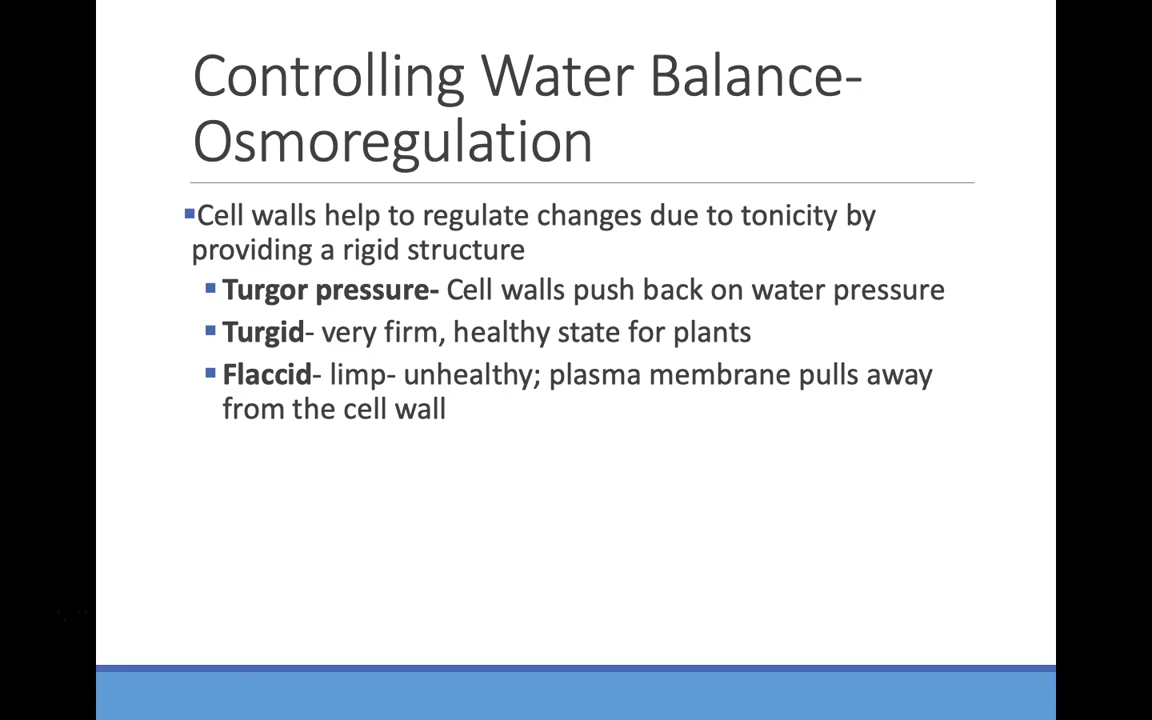 Controlling Water Balance-
Osmoregulation
▪Cell walls help to regulate changes due to tonicity by
providing a rigid structure
▪ Turgor pressure- Cell walls push back on water pressure
▪ Turgid- very firm, healthy state for plants
▪ Flaccid- limp- unhealthy; plasma membrane pulls away
from the cell wall